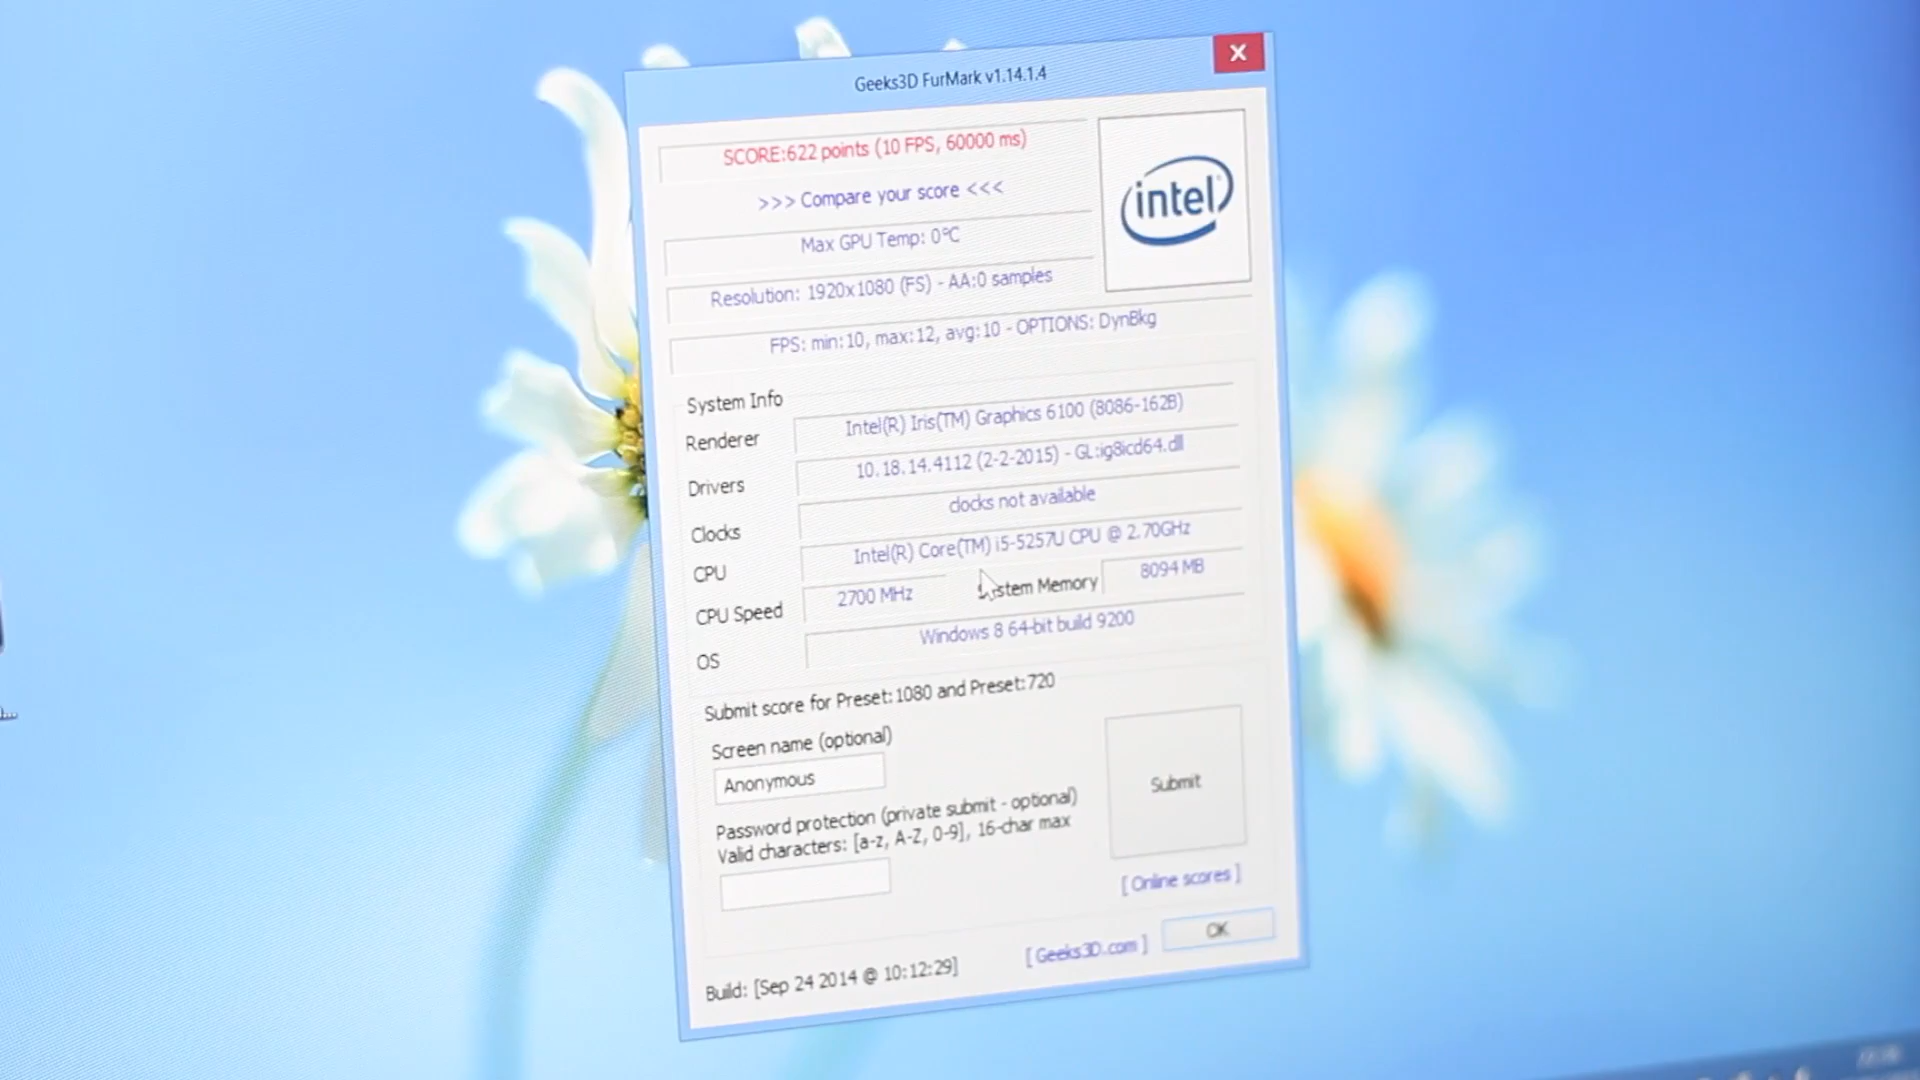 Geeks3D FurMark v1.14.1.4
SCORE:622 points (10 FPS, 60000 ms)
>>> Compare your score <<<
intel
Max GPU Temp: 0°C
Resolution: 1920x1080 (FS) - AA:0 samples
FPS: min:10, max:12, avg:10 - OPTIONS: DynBkg
System Info
Renderer Intel(R) Iris(TM) Graphics 6100 (8086-162B)
Drivers 10.18.14.4112 (2-2-2015) - GL:ig8icd64.dll
Clocks clocks not available
CPU Intel(R) Core(TM) i5-5257U CPU @ 2.70GHz
CPU Speed 2700 MHz System Memory 8094 MB
OS Windows 8 64-bit build 9200
Submit score for Preset:1080 and Preset:720
Screen name (optional)
Anonymous
Password protection (private submit - optional)
Valid characters: [a-z, A-Z, 0-9], 16-char max
Submit
[ Online scores ]
OK
[ Geeks3D.com ]
Build: [Sep 24 2014 @ 10:12:29]